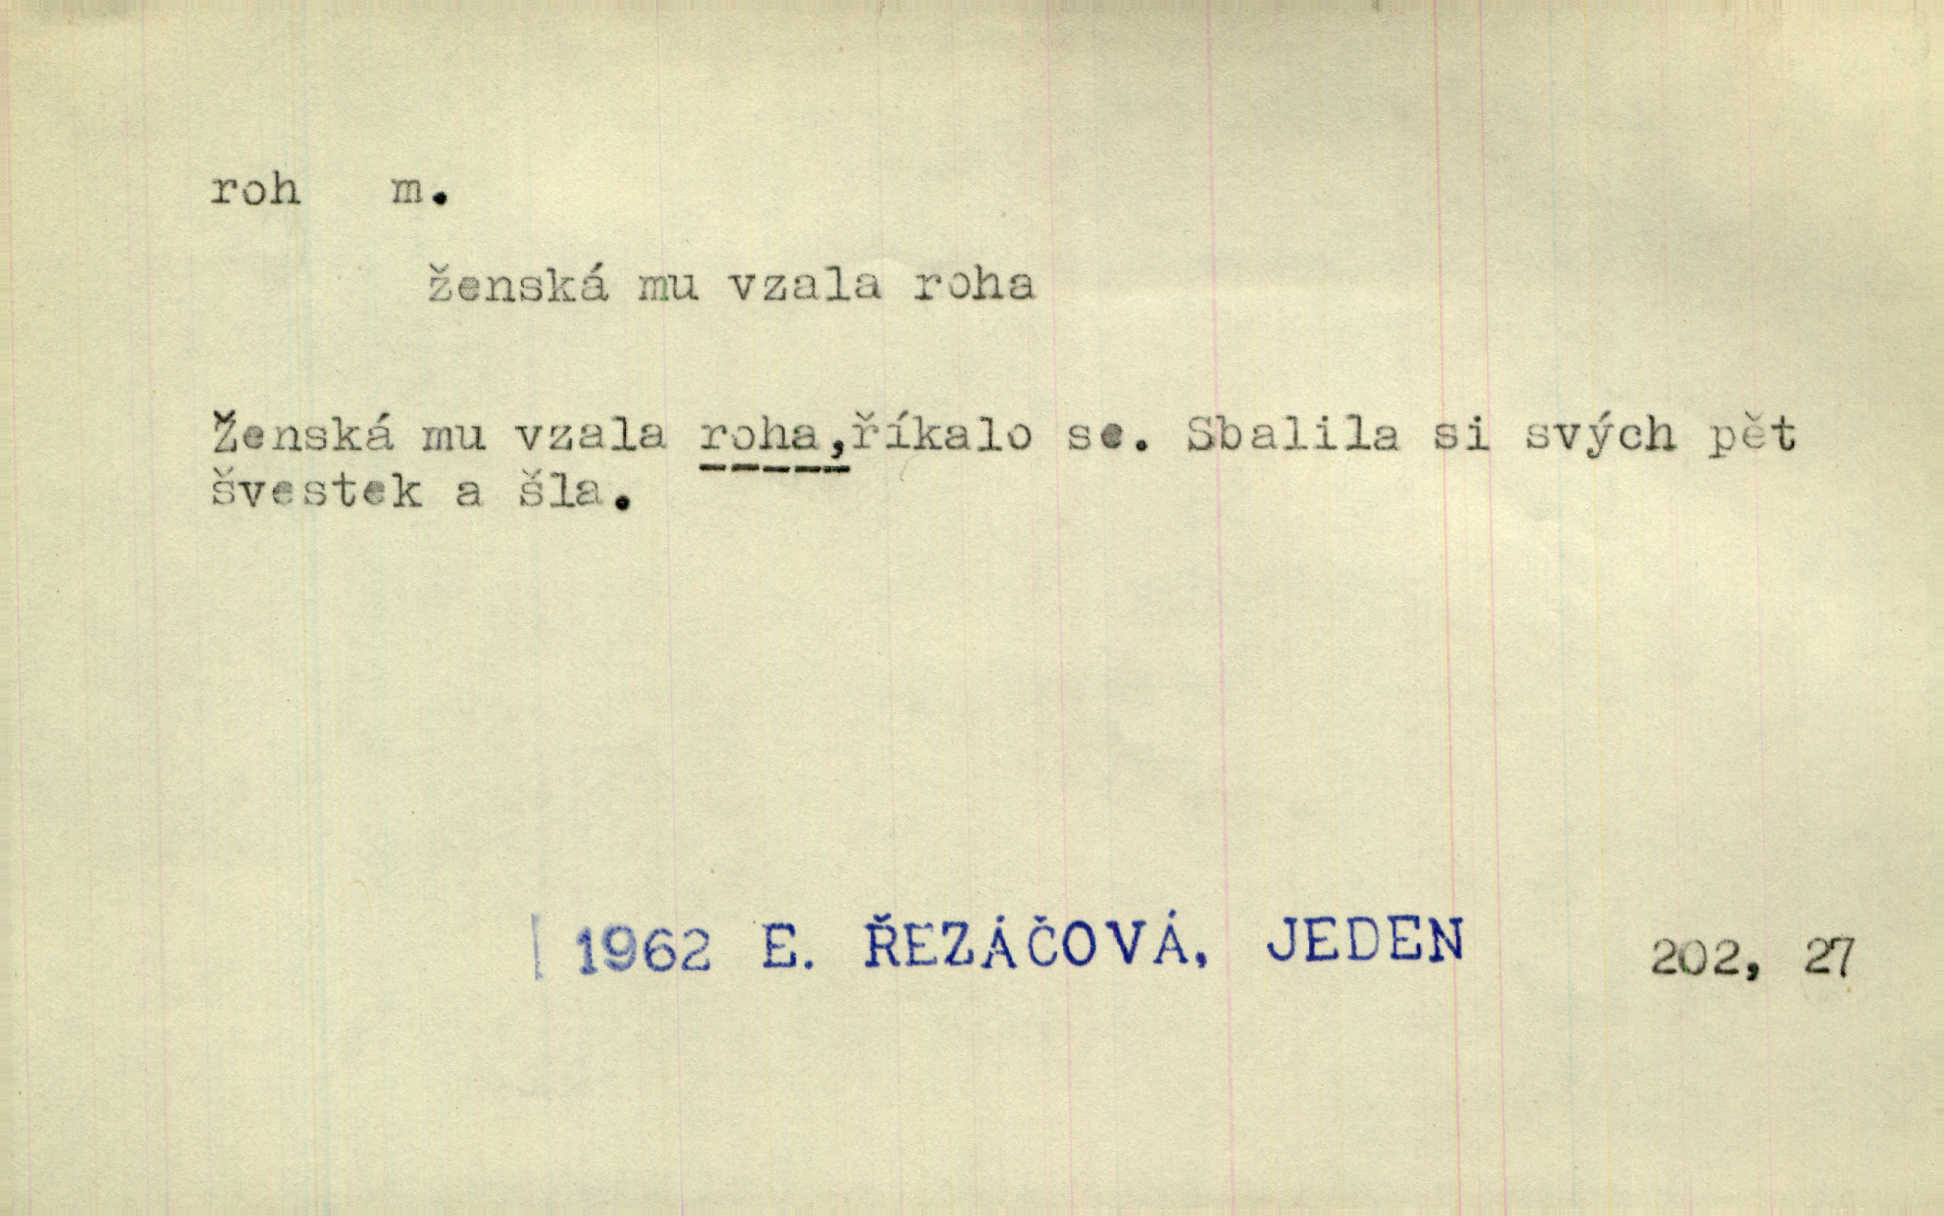 roh m.
ženská mu vzala roha
Ženská mu vzala roha,říkalo se. Sbalila si svých pět
švestek a šla.
1962 E. ŘEZÁČOVÁ, JEDEN 202, 27